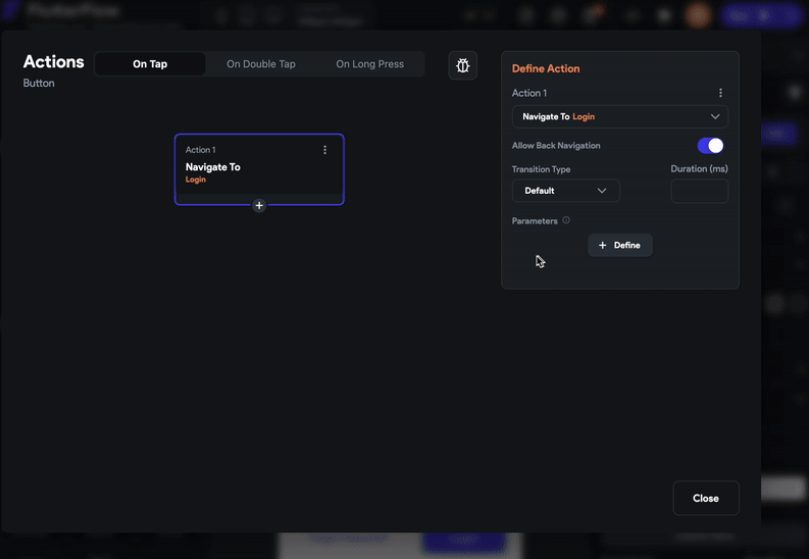 FlutterFlow
Actions
Button
On Tap
On Double Tap
On Long Press
Action 1
Navigate To
Login
Define Action
Action 1
Navigate To Login
Allow Back Navigation
Transition Type
Duration (ms)
Default
Parameters
+ Define
Close